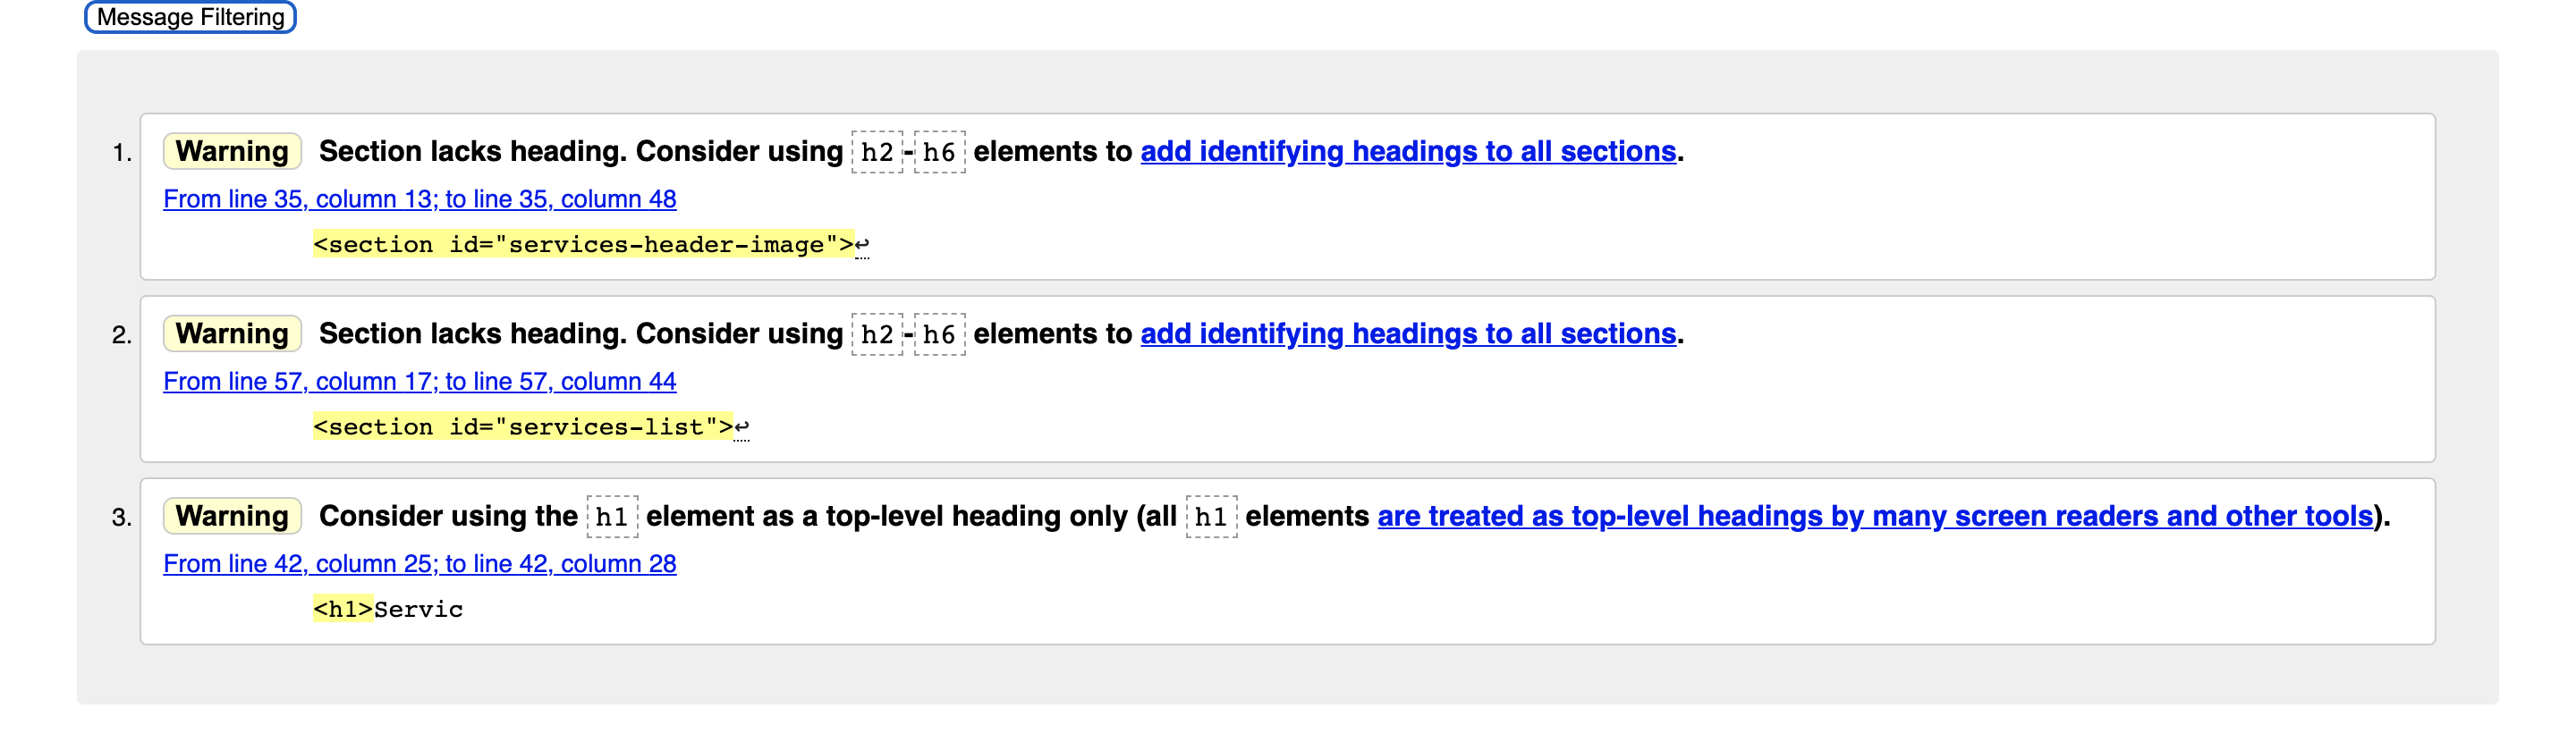 Message Filtering
1. Warning Section lacks heading. Consider using h2-h6 elements to add identifying headings to all sections.
From line 35, column 13; to line 35, column 48
<section id="services-header-image">↩
2. Warning Section lacks heading. Consider using h2-h6 elements to add identifying headings to all sections.
From line 57, column 17; to line 57, column 44
<section id="services-list">↩
3. Warning Consider using the h1 element as a top-level heading only (all h1 elements are treated as top-level headings by many screen readers and other tools).
From line 42, column 25; to line 42, column 28
<h1>Servic